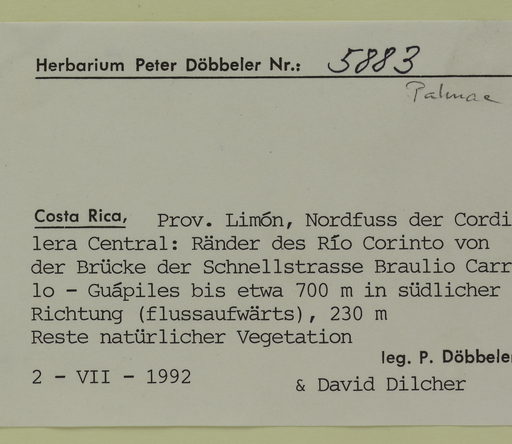 Herbarium Peter Döbbeler Nr.: 5883
Palmae
Costa Rica, Prov. Limón, Nordfuss der Cordi
lera Central: Ränder des Río Corinto von
der Brücke der Schnellstrasse Braulio Carr
lo - Guápiles bis etwa 700 m in südlicher
Richtung (flussaufwärts), 230 m
Reste natürlicher Vegetation
leg. P. Döbbeler
2 - VII - 1992
& David Dilcher